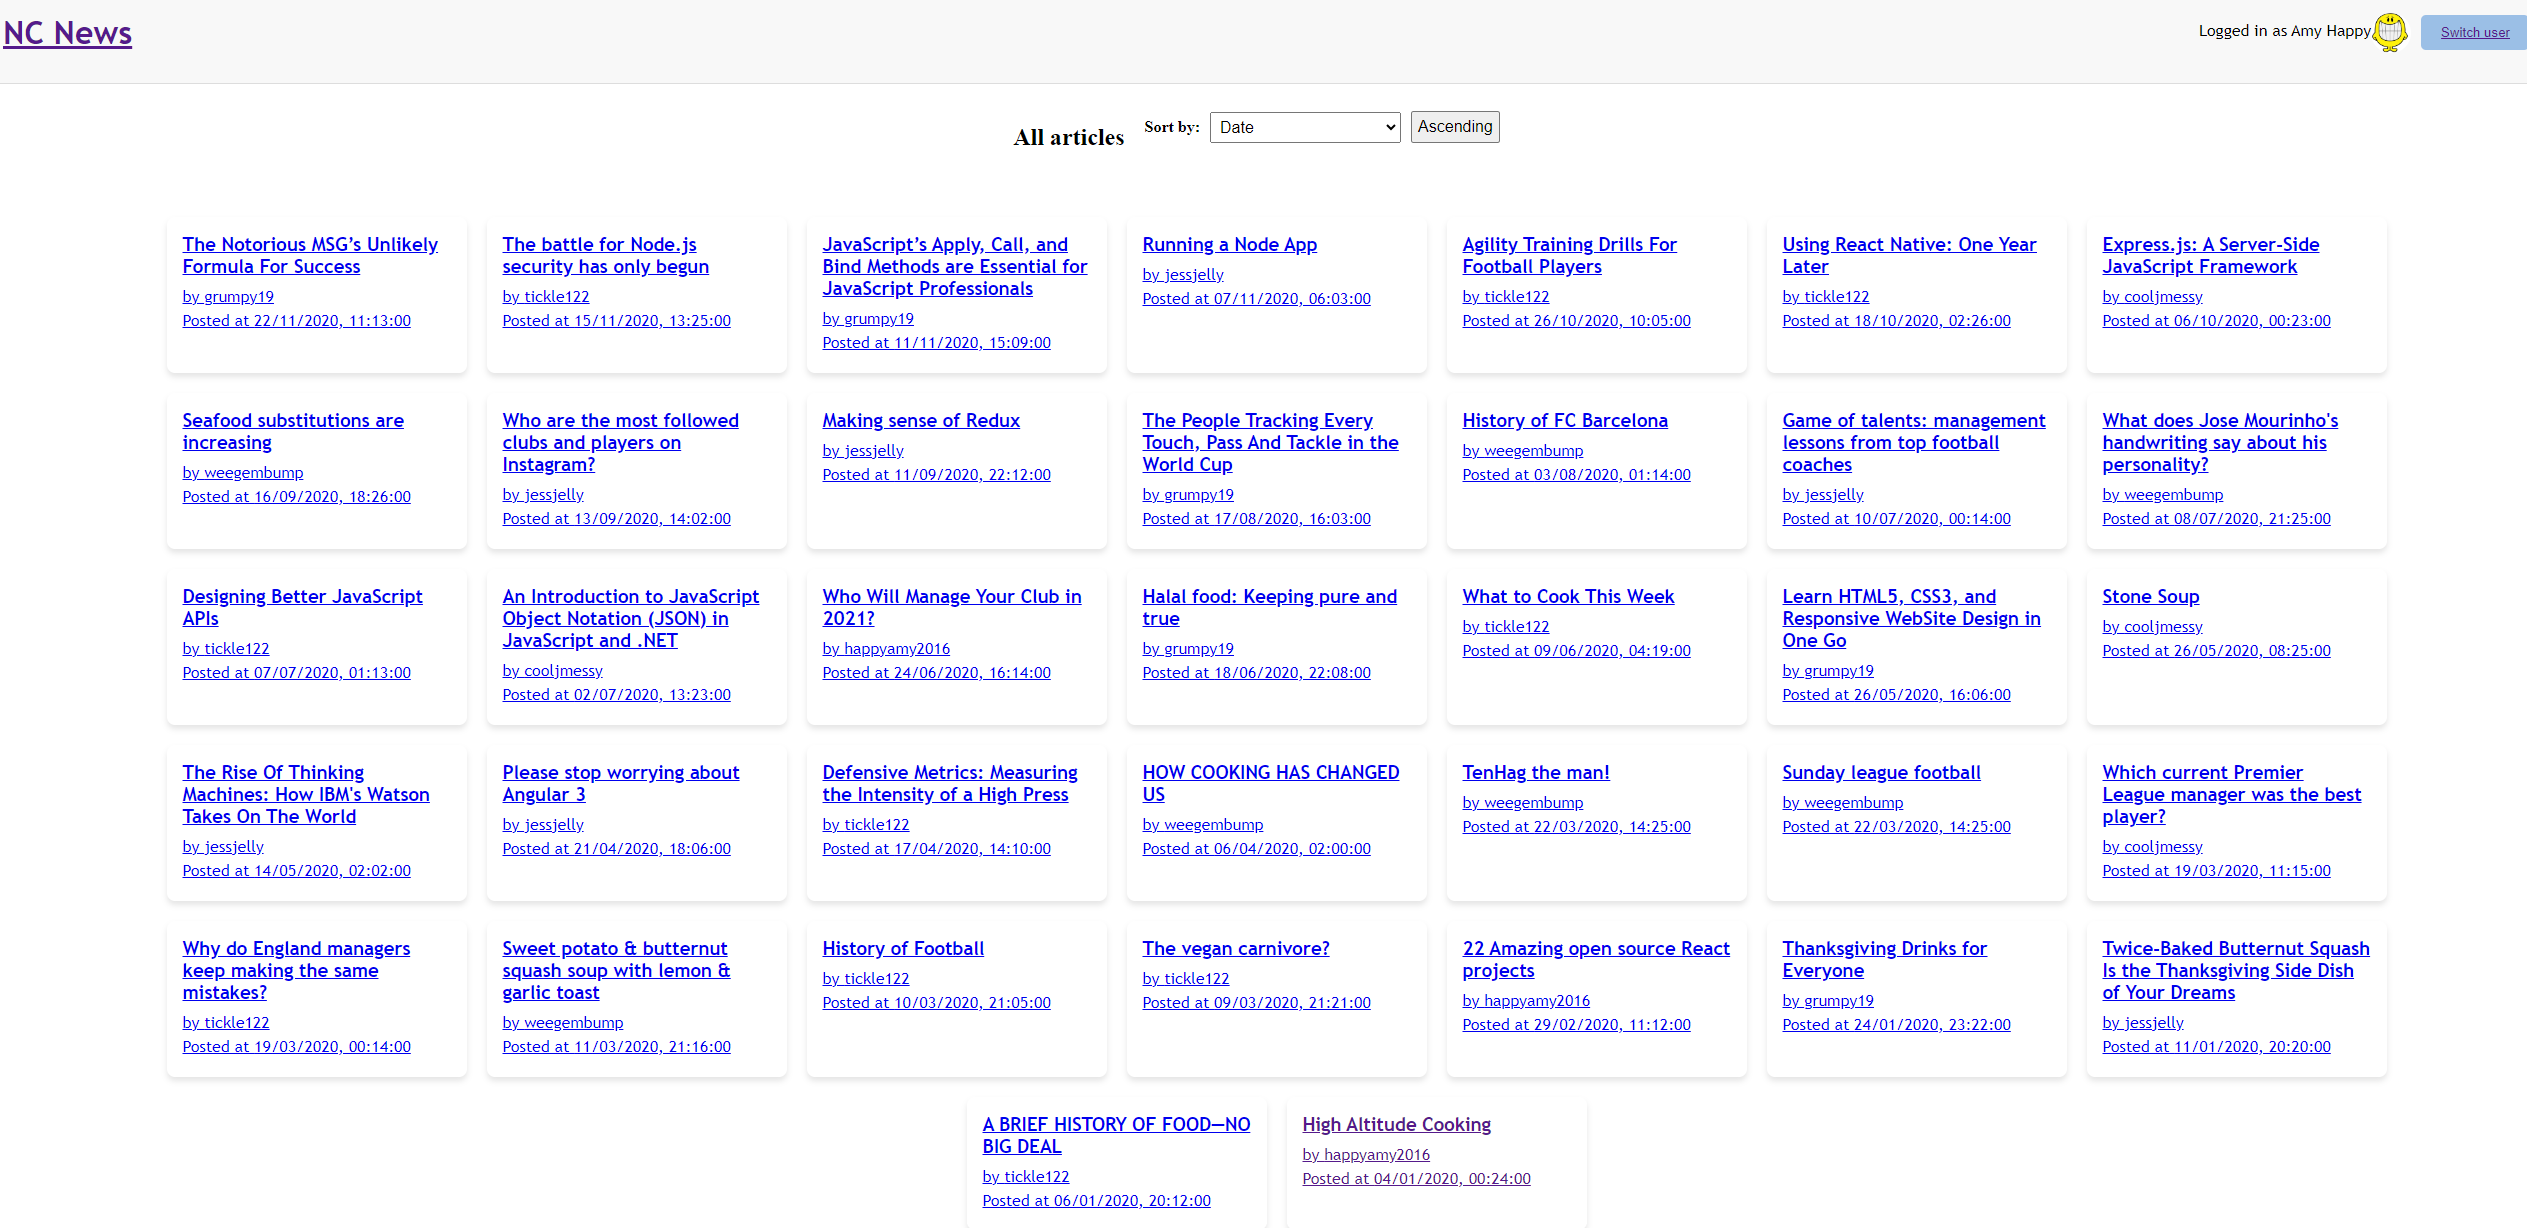 NC News
Logged in as Amy Happy
Switch user
All articles
Sort by:
Date
Ascending
The Notorious MSG’s Unlikely
Formula For Success
by grumpy19
Posted at 22/11/2020, 11:13:00
The battle for Node.js
security has only begun
by tickle122
Posted at 15/11/2020, 13:25:00
JavaScript’s Apply, Call, and
Bind Methods are Essential for
JavaScript Professionals
by grumpy19
Posted at 11/11/2020, 15:09:00
Running a Node App
by jessjelly
Posted at 07/11/2020, 06:03:00
Agility Training Drills For
Football Players
by tickle122
Posted at 26/10/2020, 10:05:00
Using React Native: One Year
Later
by tickle122
Posted at 18/10/2020, 02:26:00
Express.js: A Server-Side
JavaScript Framework
by cooljmessy
Posted at 06/10/2020, 00:23:00
Seafood substitutions are
increasing
by weegembump
Posted at 16/09/2020, 18:26:00
Who are the most followed
clubs and players on
Instagram?
by jessjelly
Posted at 13/09/2020, 14:02:00
Making sense of Redux
by jessjelly
Posted at 11/09/2020, 22:12:00
The People Tracking Every
Touch, Pass And Tackle in the
World Cup
by grumpy19
Posted at 17/08/2020, 16:03:00
History of FC Barcelona
by weegembump
Posted at 03/08/2020, 01:14:00
Game of talents: management
lessons from top football
coaches
by jessjelly
Posted at 10/07/2020, 00:14:00
What does Jose Mourinho's
handwriting say about his
personality?
by weegembump
Posted at 08/07/2020, 21:25:00
Designing Better JavaScript
APIs
by tickle122
Posted at 07/07/2020, 01:13:00
An Introduction to JavaScript
Object Notation (JSON) in
JavaScript and .NET
by cooljmessy
Posted at 02/07/2020, 13:23:00
Who Will Manage Your Club in
2021?
by happyamy2016
Posted at 24/06/2020, 16:14:00
Halal food: Keeping pure and
true
by grumpy19
Posted at 18/06/2020, 22:08:00
What to Cook This Week
by tickle122
Posted at 09/06/2020, 04:19:00
Learn HTML5, CSS3, and
Responsive WebSite Design in
One Go
by grumpy19
Posted at 26/05/2020, 16:06:00
Stone Soup
by cooljmessy
Posted at 26/05/2020, 08:25:00
The Rise Of Thinking
Machines: How IBM's Watson
Takes On The World
by jessjelly
Posted at 14/05/2020, 02:02:00
Please stop worrying about
Angular 3
by jessjelly
Posted at 21/04/2020, 18:06:00
Defensive Metrics: Measuring
the Intensity of a High Press
by tickle122
Posted at 17/04/2020, 14:10:00
HOW COOKING HAS CHANGED
US
by weegembump
Posted at 06/04/2020, 02:00:00
TenHag the man!
by weegembump
Posted at 22/03/2020, 14:25:00
Sunday league football
by weegembump
Posted at 22/03/2020, 14:25:00
Which current Premier
League manager was the best
player?
by cooljmessy
Posted at 19/03/2020, 11:15:00
Why do England managers
keep making the same
mistakes?
by tickle122
Posted at 19/03/2020, 00:14:00
Sweet potato & butternut
squash soup with lemon &
garlic toast
by weegembump
Posted at 11/03/2020, 21:16:00
History of Football
by tickle122
Posted at 10/03/2020, 21:05:00
The vegan carnivore?
by tickle122
Posted at 09/03/2020, 21:21:00
22 Amazing open source React
projects
by happyamy2016
Posted at 29/02/2020, 11:12:00
Thanksgiving Drinks for
Everyone
by grumpy19
Posted at 24/01/2020, 23:22:00
Twice-Baked Butternut Squash
Is the Thanksgiving Side Dish
of Your Dreams
by jessjelly
Posted at 11/01/2020, 20:20:00
A BRIEF HISTORY OF FOOD—NO
BIG DEAL
by tickle122
Posted at 06/01/2020, 20:12:00
High Altitude Cooking
by happyamy2016
Posted at 04/01/2020, 00:24:00